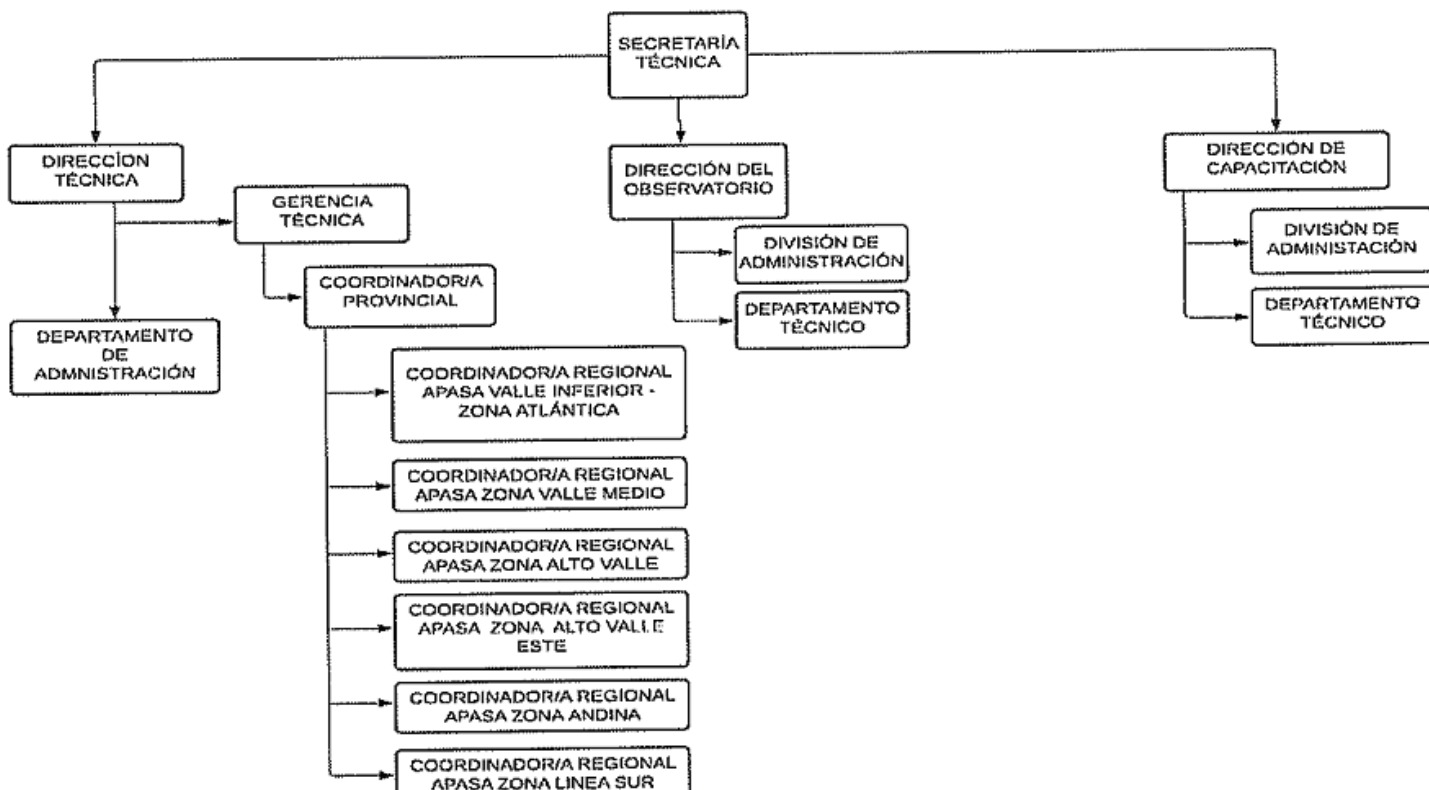 SECRETARÍA
TÉCNICA
DIRECCÍON
TÉCNICA
GERENCIA
TÉCNICA
COORDINADOR/A
PROVINCIAL
DEPARTAMENTO
DE
ADMNISTRACIÓN
COORDINADOR/A REGIONAL
APASA VALLE INFERIOR -
ZONA ATLÁNTICA
COORDINADOR/A REGIONAL
APASA ZONA VALLE MEDIO
COORDINADOR/A REGIONAL
APASA ZONA ALTO VALLE
COORDINADOR/A REGIONAL
APASA ZONA ALTO VALLE
ESTE
COORDINADOR/A REGIONAL
APASA ZONA ANDINA
COORDINADOR/A REGIONAL
APASA ZONA LINEA SUR
DIRECCIÓN DEL
OBSERVATORIO
DIVISIÓN DE
ADMINISTRACIÓN
DEPARTAMENTO
TÉCNICO
DIRECCIÓN DE
CAPACITACIÓN
DIVISIÓN DE
ADMINISTACIÓN
DEPARTAMENTO
TÉCNICO